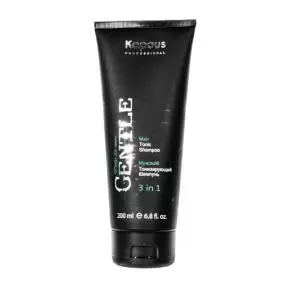 Kapous
PROFESSIONAL
GENTLE
Man
Tonic
Shampoo
Мужской
Тонизирующий
Шампунь
3 in 1
200 ml e 6.8 fl. oz.